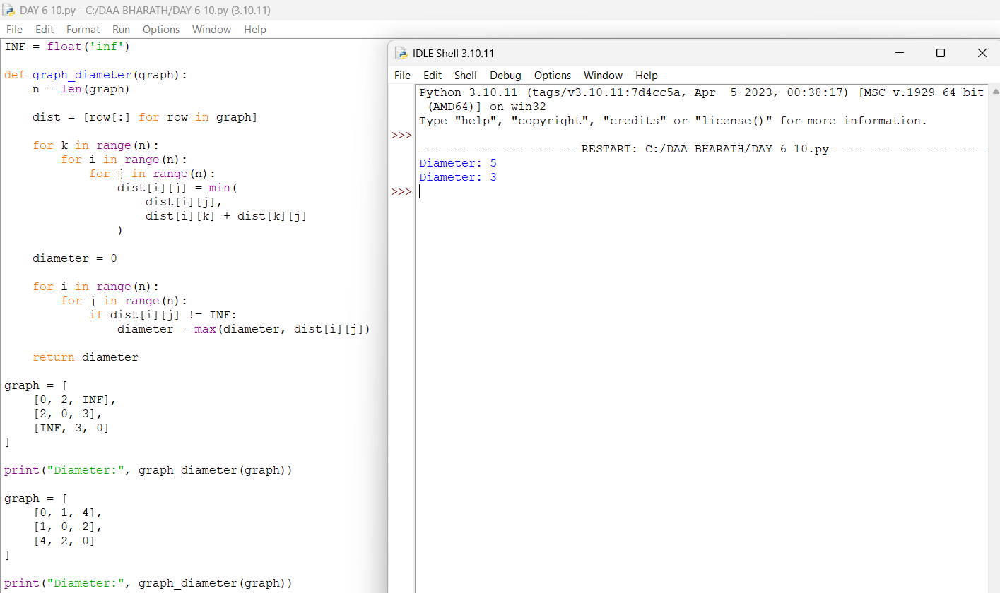 DAY 6 10.py - C:/DAA BHARATH/DAY 6 10.py (3.10.11)
File Edit Format Run Options Window Help
INF = float('inf')

def graph_diameter(graph):
    n = len(graph)

    dist = [row[:] for row in graph]

    for k in range(n):
        for i in range(n):
            for j in range(n):
                dist[i][j] = min(
                    dist[i][j],
                    dist[i][k] + dist[k][j]
                )

    diameter = 0

    for i in range(n):
        for j in range(n):
            if dist[i][j] != INF:
                diameter = max(diameter, dist[i][j])

    return diameter

graph = [
    [0, 2, INF],
    [2, 0, 3],
    [INF, 3, 0]
]

print("Diameter:", graph_diameter(graph))

graph = [
    [0, 1, 4],
    [1, 0, 2],
    [4, 2, 0]
]

print("Diameter:", graph_diameter(graph))
IDLE Shell 3.10.11
File Edit Shell Debug Options Window Help
Python 3.10.11 (tags/v3.10.11:7d4cc5a, Apr  5 2023, 00:38:17) [MSC v.1929 64 bit
 (AMD64)] on win32
Type "help", "copyright", "credits" or "license()" for more information.
>>>
====================== RESTART: C:/DAA BHARATH/DAY 6 10.py =====================
Diameter: 5
Diameter: 3
>>>